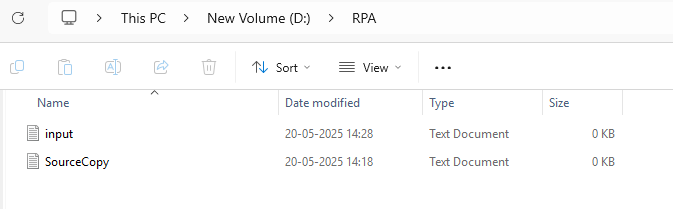 This PC > New Volume (D:) > RPA
Sort View ...
Name Date modified Type Size
input 20-05-2025 14:28 Text Document 0 KB
SourceCopy 20-05-2025 14:18 Text Document 0 KB